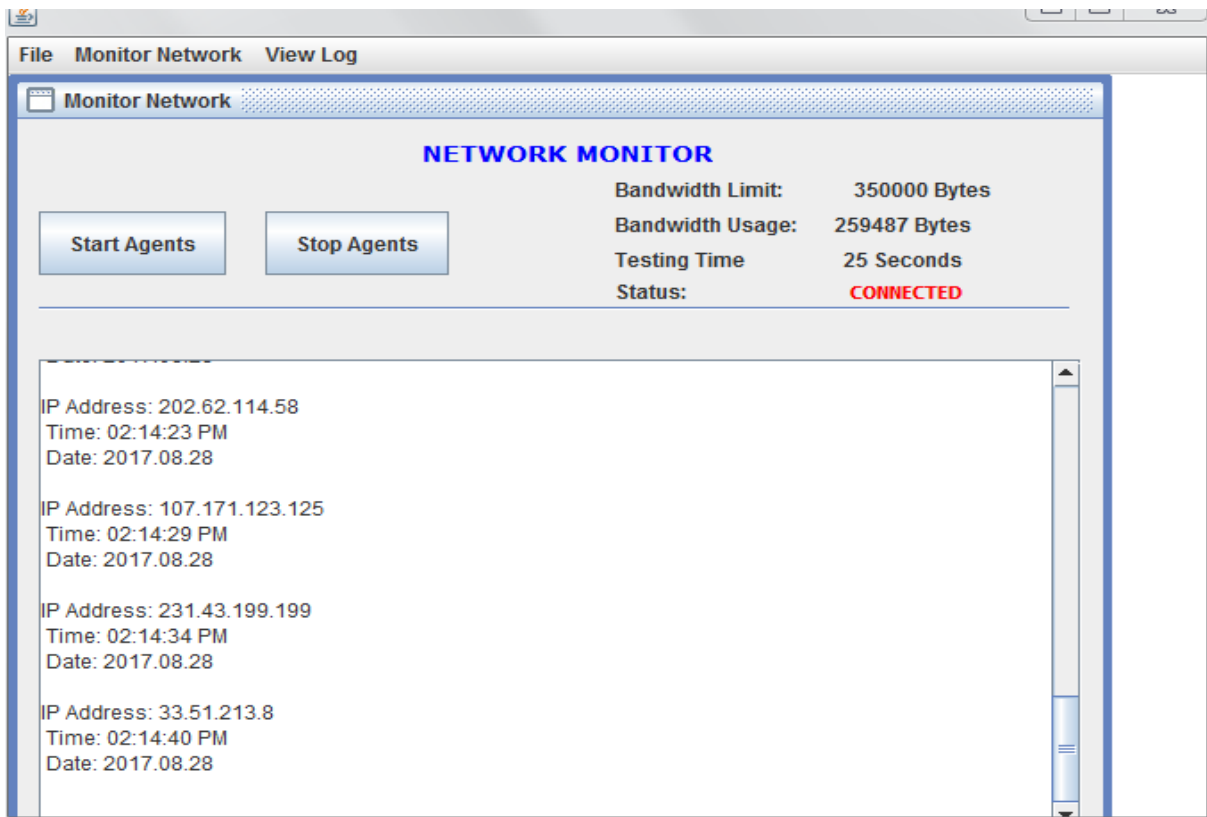 File Monitor Network View Log
Monitor Network
NETWORK MONITOR
Bandwidth Limit: 350000 Bytes
Start Agents Stop Agents
Bandwidth Usage: 259487 Bytes
Testing Time 25 Seconds
Status: CONNECTED
IP Address: 202.62.114.58
Time: 02:14:23 PM
Date: 2017.08.28
IP Address: 107.171.123.125
Time: 02:14:29 PM
Date: 2017.08.28
IP Address: 231.43.199.199
Time: 02:14:34 PM
Date: 2017.08.28
IP Address: 33.51.213.8
Time: 02:14:40 PM
Date: 2017.08.28